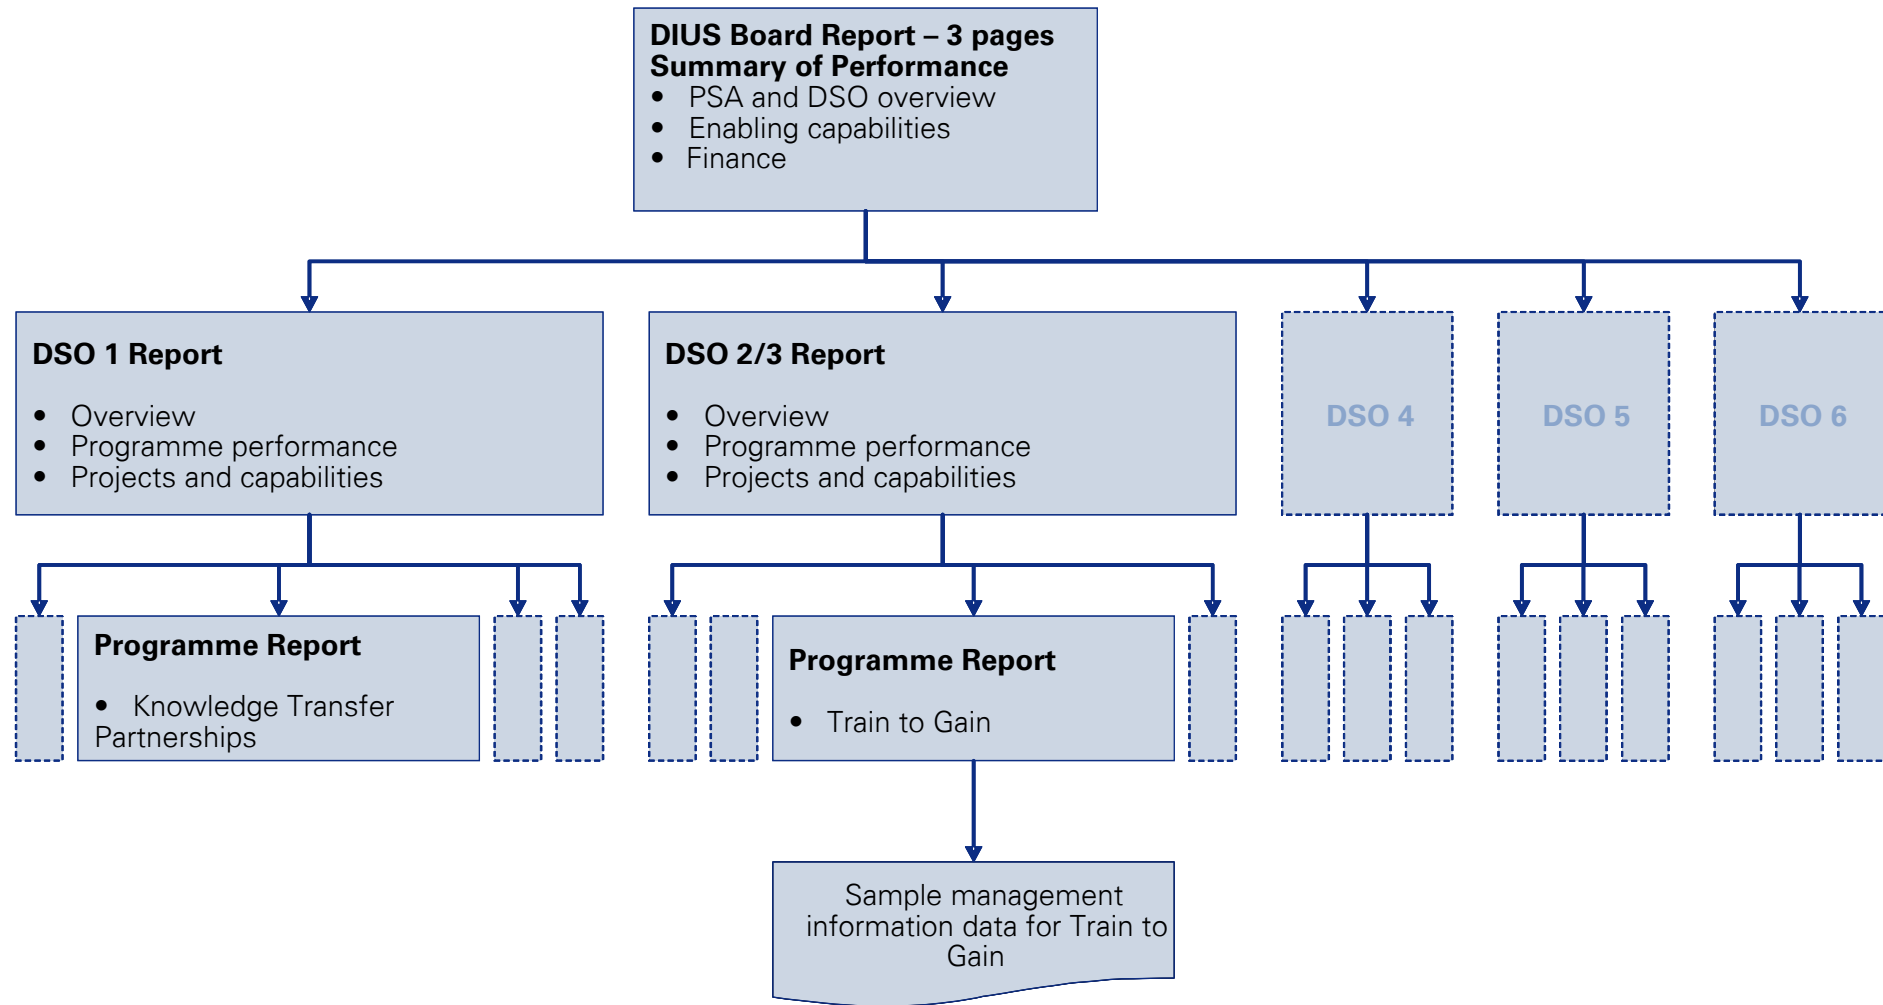 DIUS Board Report – 3 pages
Summary of Performance
• PSA and DSO overview
• Enabling capabilities
• Finance
DSO 1 Report
• Overview
• Programme performance
• Projects and capabilities
DSO 2/3 Report
• Overview
• Programme performance
• Projects and capabilities
DSO 4
DSO 5
DSO 6
Programme Report
• Knowledge Transfer
Partnerships
Programme Report
• Train to Gain
Sample management
information data for Train to
Gain